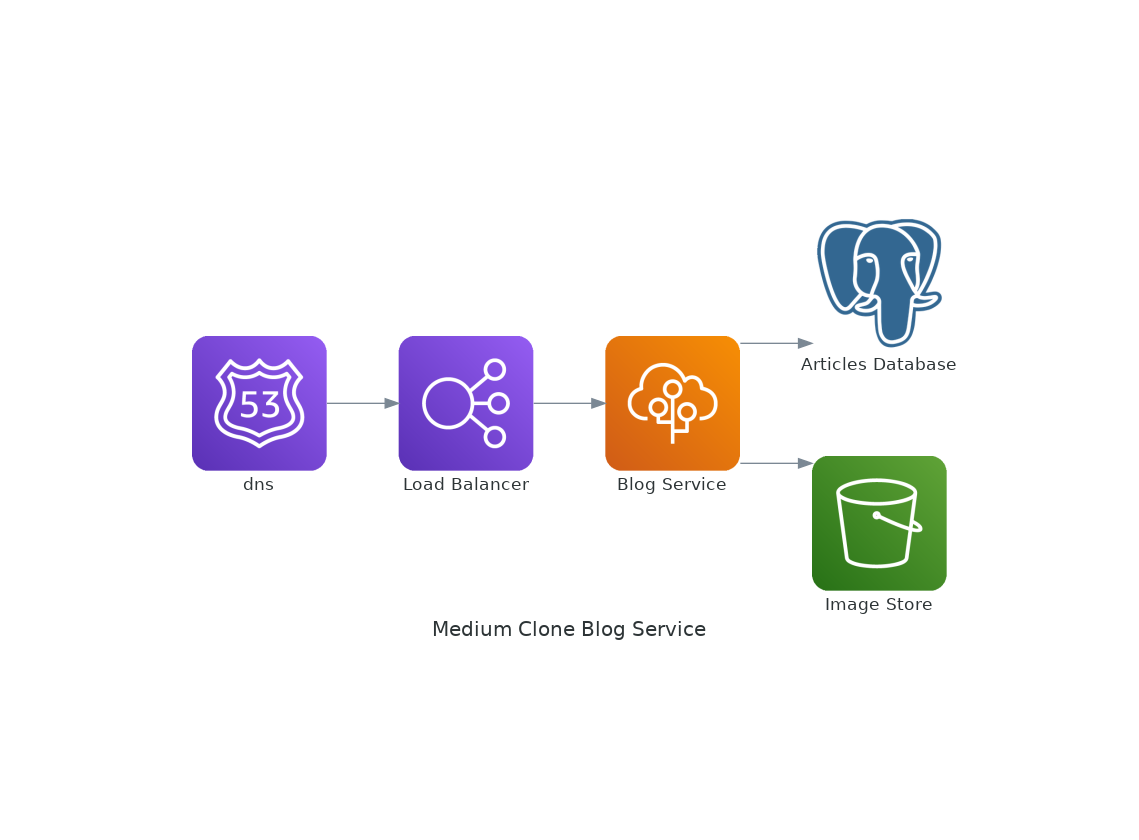 Articles Database
53
dns
Load Balancer
Blog Service
Image Store
Medium Clone Blog Service